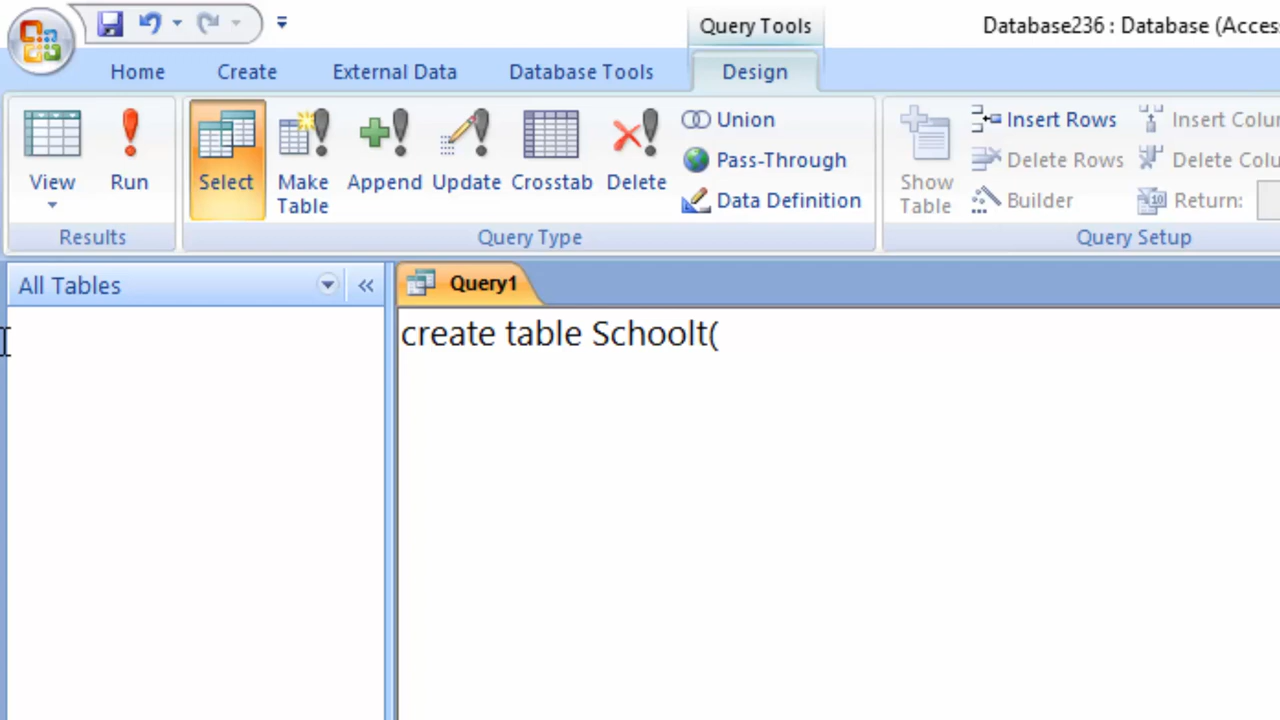 Query Tools
Database236 : Database (Acces
Home Create External Data Database Tools Design
View
Run
Select
Make Table
Append
Update
Crosstab
Delete
Union
Pass-Through
Data Definition
Show Table
Insert Rows
Delete Rows
Builder
Insert Colu
Delete Colu
Return:
Results
Query Type
Query Setup
All Tables
Query1
create table Schoolt(